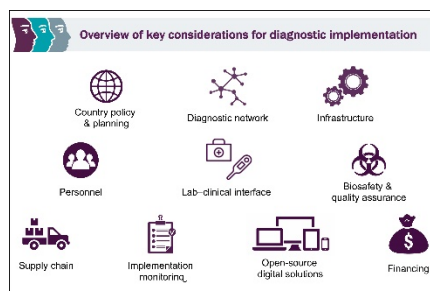 Overview of key considerations for diagnostic implementation
Country policy
& planning
Diagnostic network
Infrastructure
Personnel
Lab–clinical interface
Biosafety &
quality assurance
Supply chain
Implementation
monitoring
Open-source
digital solutions
Financing
$